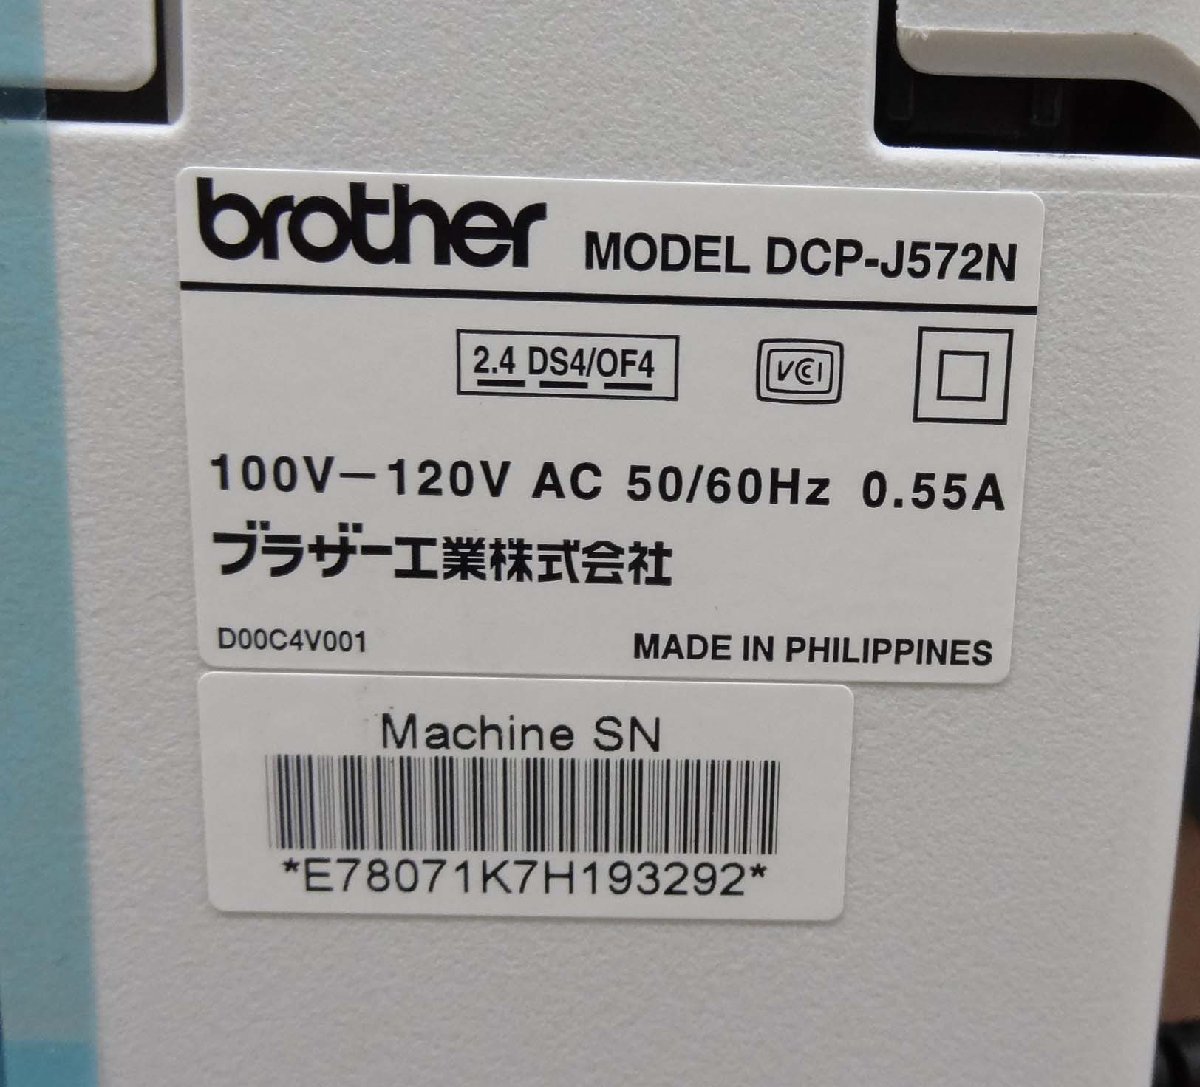 brother MODEL DCP-J572N
2.4 DS4/OF4
VCCI
100V－120V AC 50/60Hz 0.55A
ブラザー工業株式会社
D00C4V001 MADE IN PHILIPPINES
Machine SN
*E78071K7H193292*